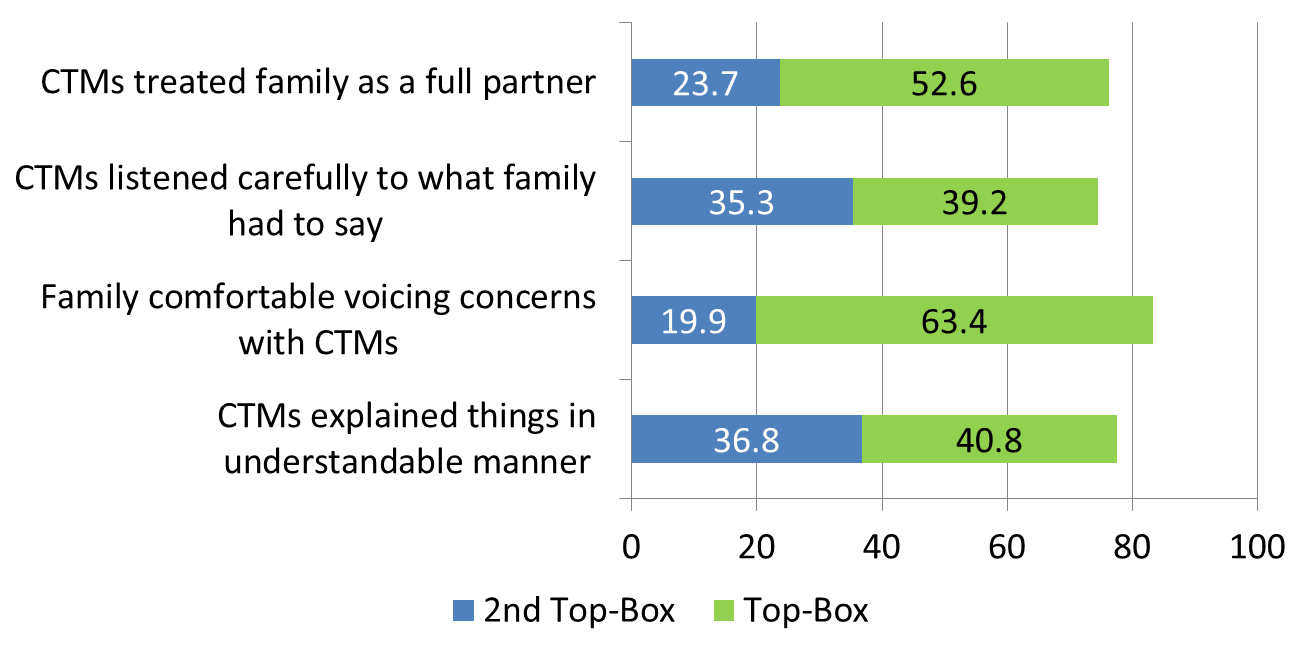 CTMs treated family as a full partner
23.7 52.6
CTMs listened carefully to what family
had to say
35.3 39.2
Family comfortable voicing concerns
with CTMs
19.9 63.4
CTMs explained things in
understandable manner
36.8 40.8
0 20 40 60 80 100
2nd Top-Box Top-Box